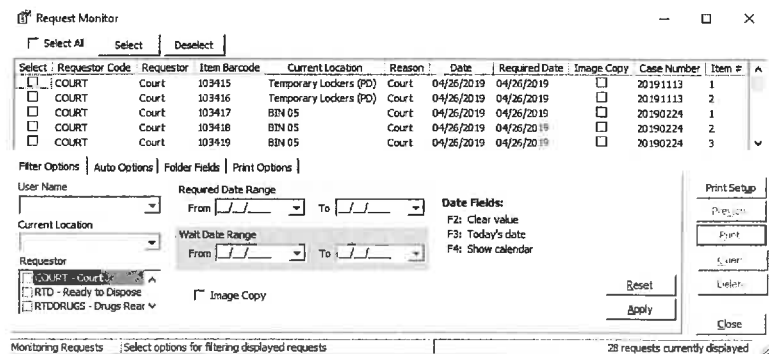 Request Monitor
Select All Select Deselect
Select Requestor Code Requestor Item Barcode Current Location Reason Date Required Date Image Copy Case Number Item #
COURT Court 103415 Temporary Lockers (PD) Court 04/26/2019 04/26/2019 20191113 1
COURT Court 103416 Temporary Lockers (PD) Court 04/26/2019 04/26/2019 20191113 2
COURT Court 103417 BIN 05 Court 04/26/2019 04/26/2019 20190224 1
COURT Court 103418 BIN 05 Court 04/26/2019 04/26/2019 20190224 2
COURT Court 103419 BIN 05 Court 04/26/2019 04/26/2019 20190224 3
Filter Options Auto Options Folder Fields Print Options
User Name Required Date Range Print Setup
From _/_/___ To _/_/___ Date Fields:
F2: Clear value Preview
Current Location Wait Date Range F3: Today's date
From _/_/___ To _/_/___ F4: Show calendar Print
Requestor
COURT - Court
RTD - Ready to Dispose Image Copy Reset Delete
RTDDRUGS - Drugs Rear Apply
Close
Monitoring Requests Select options for filtering displayed requests 28 requests currently displayed